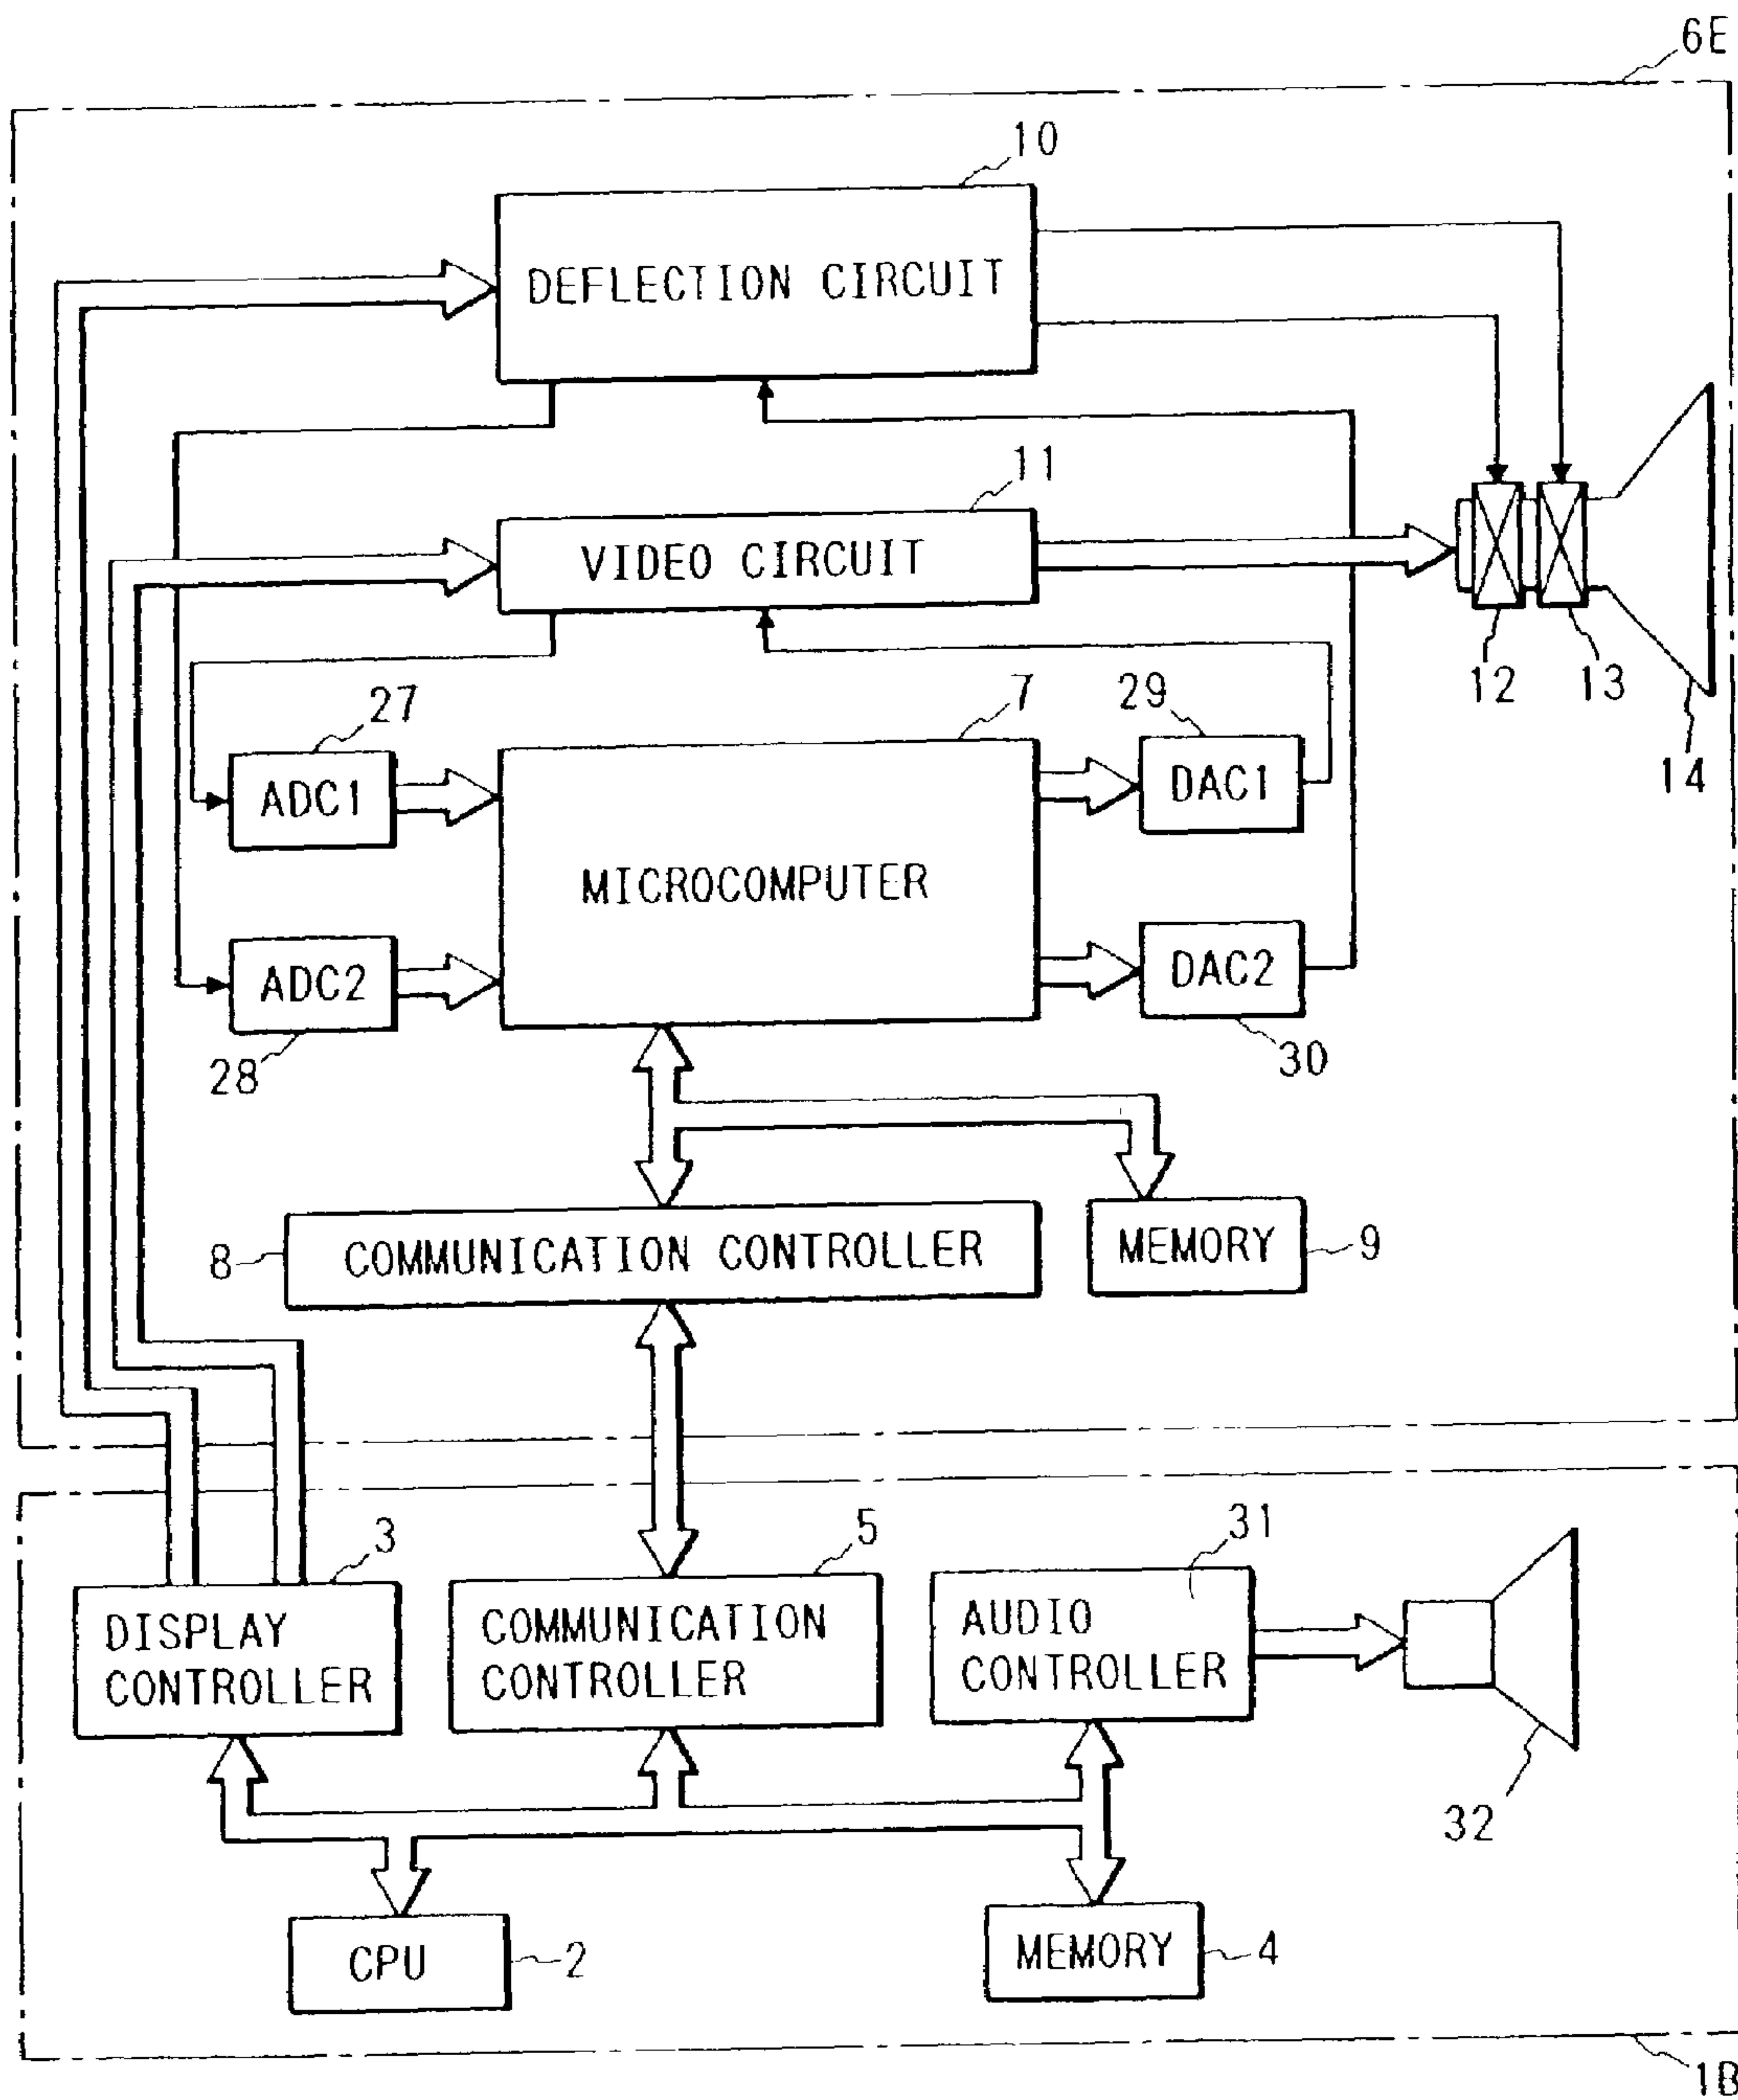 6E
10
DEFLECTION CIRCUIT
11
VIDEO CIRCUIT
12
13
14
27
7
29
ADC1
DAC1
MICROCOMPUTER
ADC2
DAC2
28
30
8
COMMUNICATION CONTROLLER
MEMORY
9
3
5
31
DISPLAY
CONTROLLER
COMMUNICATION
CONTROLLER
AUDIO
CONTROLLER
32
CPU
2
MEMORY
4
1B